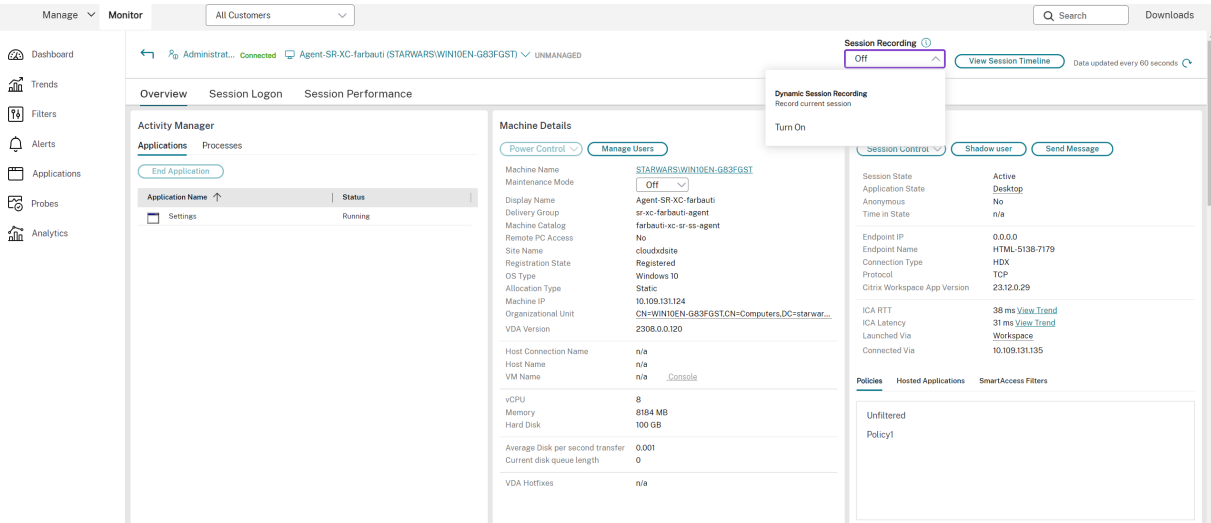 Manage Monitor All Customers Search Downloads
Dashboard
Trends
Filters
Alerts
Applications
Probes
Analytics
Administrat... Connected Agent-SR-XC-farbauti (STARWARS\WIN10EN-G83FGST) UNMANAGED
Session Recording
Off
View Session Timeline
Data updated every 60 seconds
Dynamic Session Recording
Record current session
Turn On
Overview Session Logon Session Performance
Activity Manager
Applications Processes
End Application
Application Name Status
Settings Running
Machine Details
Power Control Manage Users
Machine Name STARWARS\WIN10EN-G83FGST
Maintenance Mode Off
Display Name Agent-SR-XC-farbauti
Delivery Group sr-xc-farbauti-agent
Machine Catalog farbauti-xc-sr-ss-agent
Remote PC Access No
Site Name cloudxdsite
Registration State Registered
OS Type Windows 10
Allocation Type Static
Machine IP 10.109.131.124
Organizational Unit CN=WIN10EN-G83FGST,CN=Computers,DC=starwar...
VDA Version 2308.0.0.120
Host Connection Name n/a
Host Name n/a
VM Name n/a Console
vCPU 8
Memory 8184 MB
Hard Disk 100 GB
Average Disk per second transfer 0.001
Current disk queue length 0
VDA Hotfixes n/a
Session Control Shadow user Send Message
Session State Active
Application State Desktop
Anonymous No
Time in State n/a
Endpoint IP 0.0.0.0
Endpoint Name HTML-5138-7179
Connection Type HDX
Protocol TCP
Citrix Workspace App Version 23.12.0.29
ICA RTT 38 ms View Trend
ICA Latency 31 ms View Trend
Launched Via Workspace
Connected Via 10.109.131.135
Policies Hosted Applications SmartAccess Filters
Unfiltered
Policy1